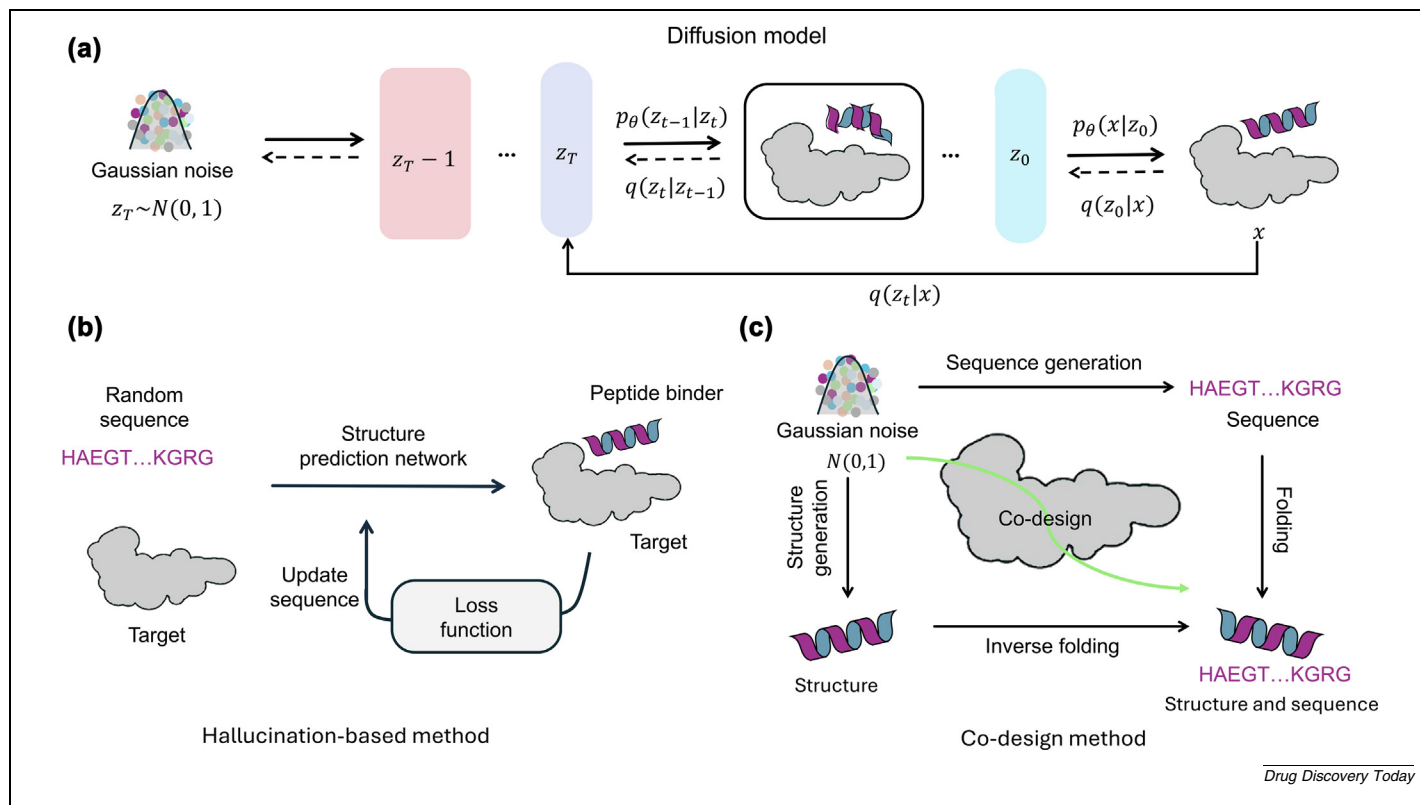 (a)
Diffusion model
Gaussian noise
z_T~N(0, 1)
z_T − 1
...
z_T
p_θ(z_{t−1}|z_t)
q(z_t|z_{t−1})
...
z_0
p_θ(x|z_0)
q(z_0|x)
x
q(z_t|x)
(b)
Random
sequence
HAEGT...KGRG
Target
Structure
prediction network
Update
sequence
Loss
function
Peptide binder
Target
Hallucination-based method
(c)
Gaussian noise
N(0,1)
Sequence generation
HAEGT...KGRG
Sequence
Structure
generation
Co-design
Folding
Structure
Inverse folding
HAEGT...KGRG
Structure and sequence
Co-design method
Drug Discovery Today